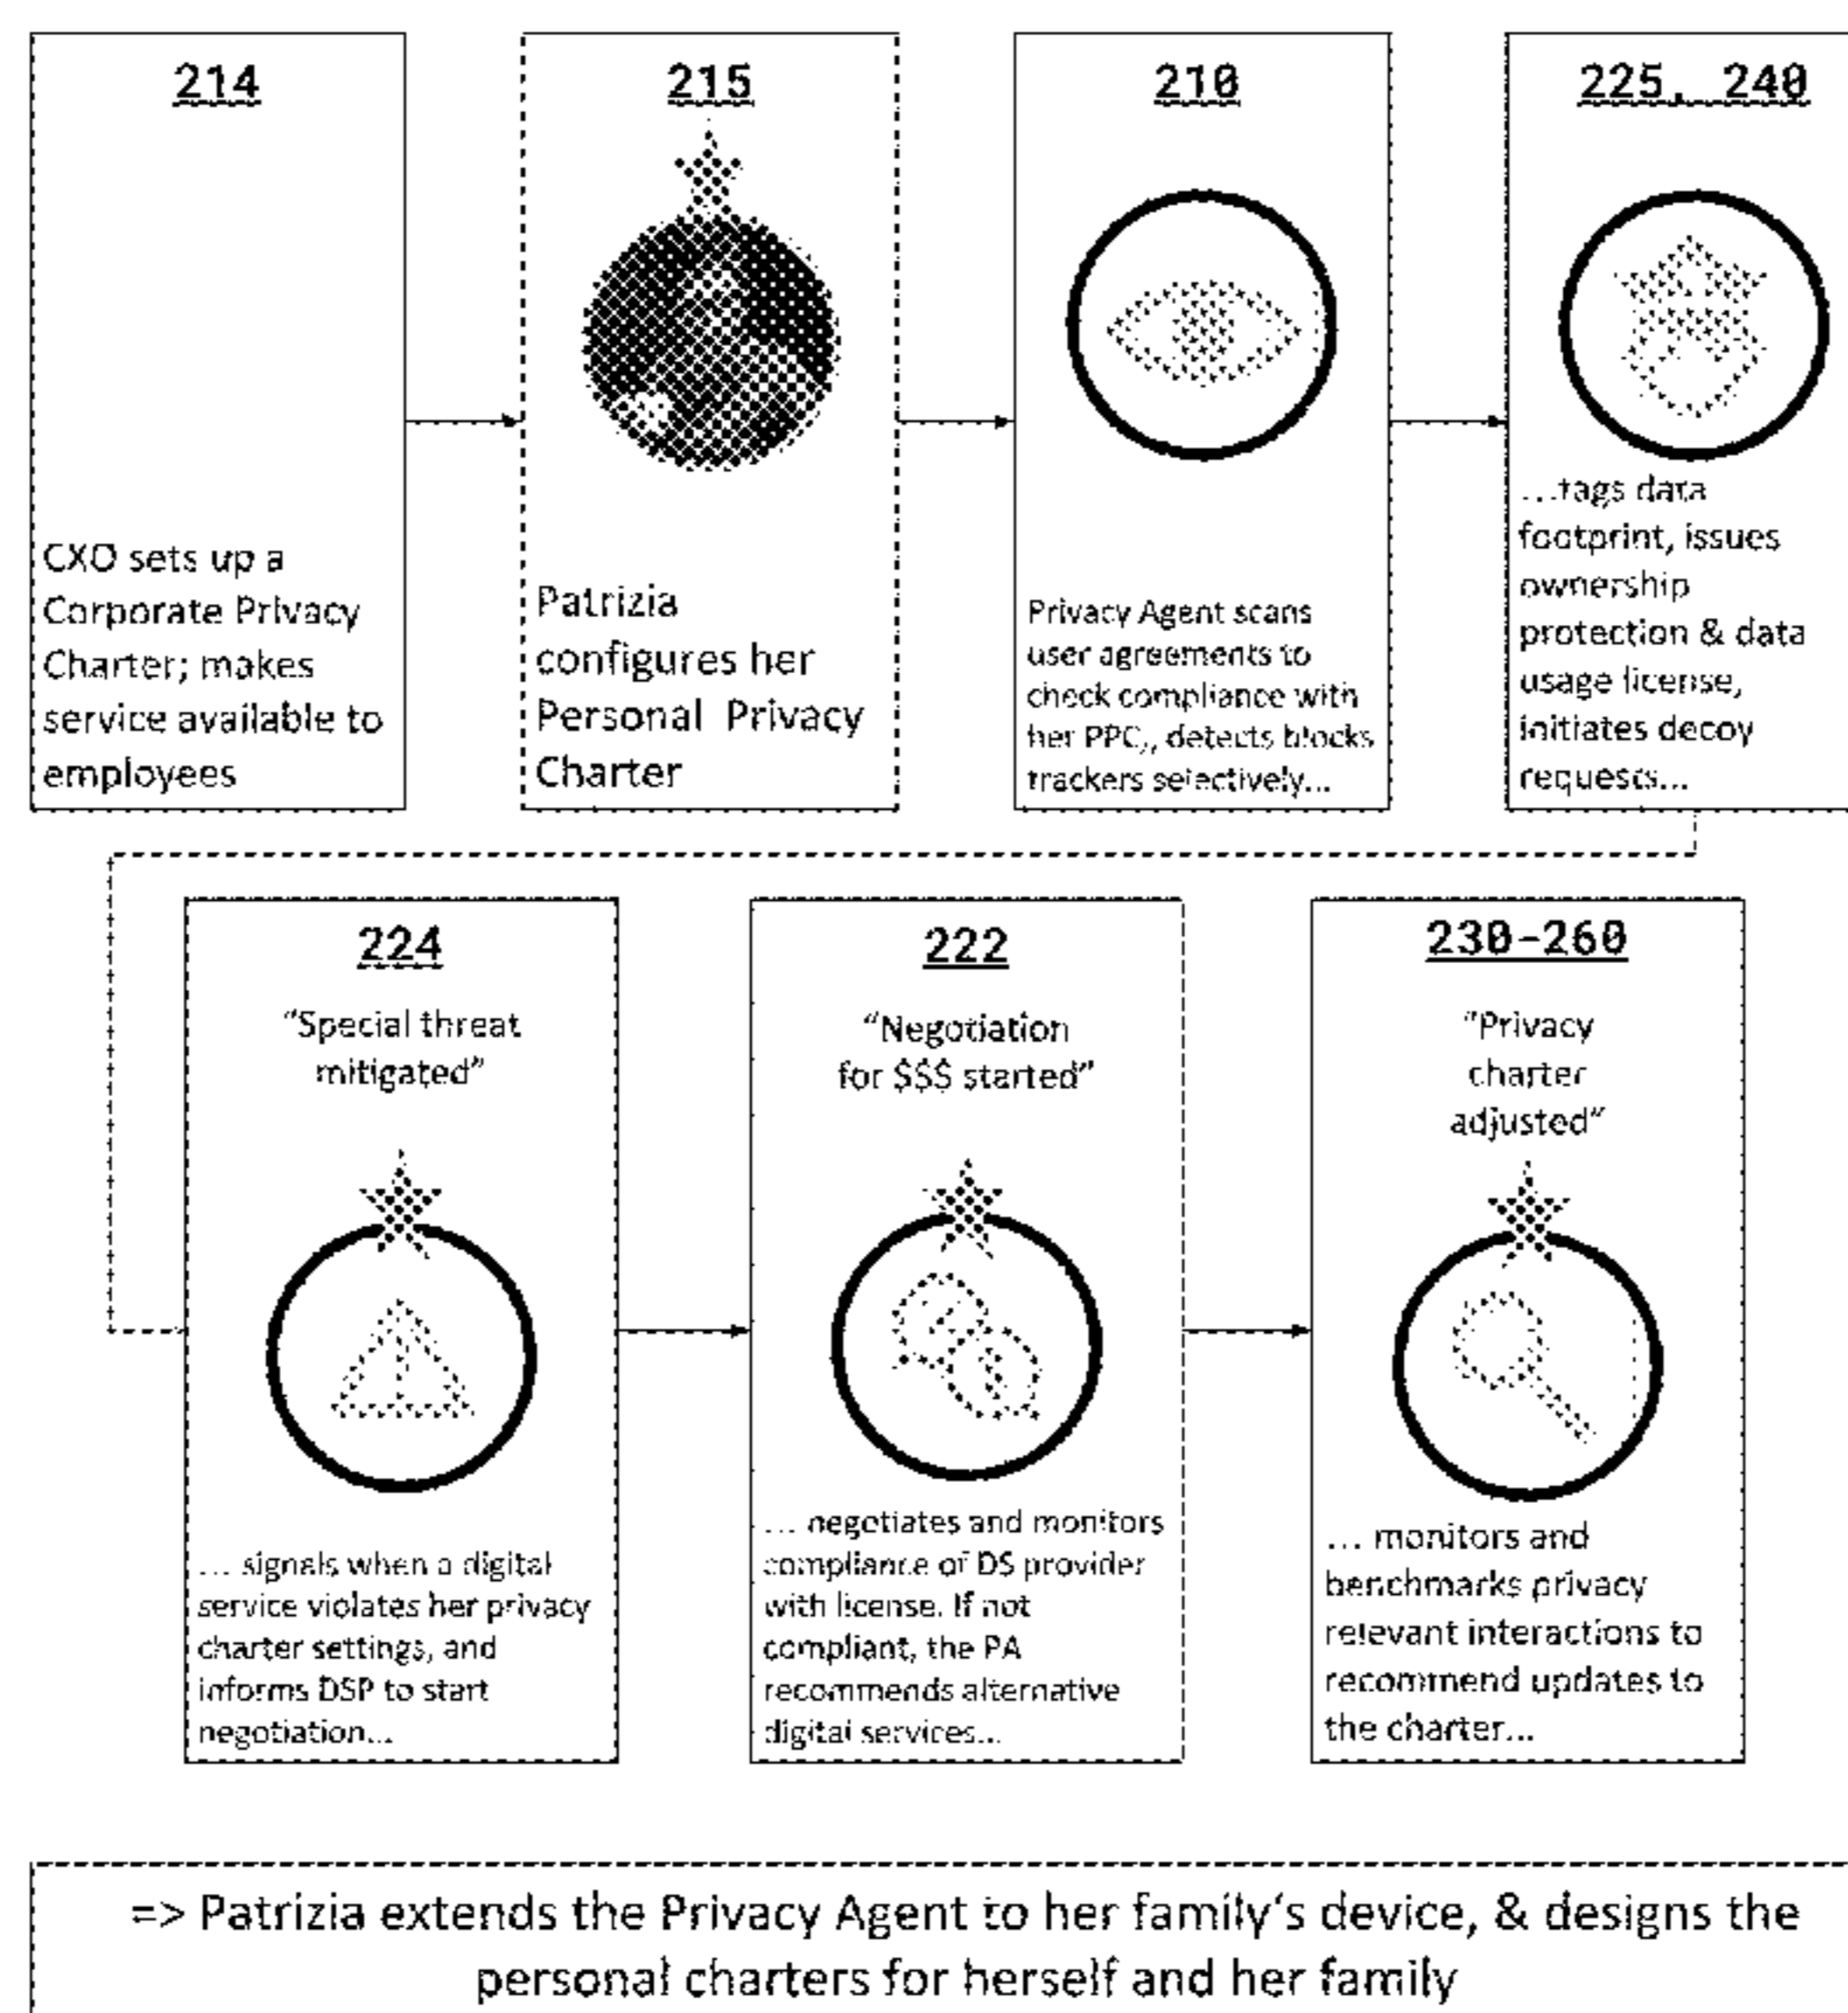 214
CXO sets up a
Corporate Privacy
Charter; makes
service available to
employees
215
Patrizia
configures her
Personal Privacy
Charter
210
Privacy Agent scans
user agreements to
check compliance with
her PPC,, detects blocks
trackers selectively...
225, 240
...tags data
footprint, issues
ownership
protection & data
usage license,
initiates decoy
requests...
224
“Special threat
mitigated”
... signals when a digital
service violates her privacy
charter settings, and
informs DSP to start
negotiation...
222
“Negotiation
for $$$ started”
... negotiates and monitors
compliance of DS provider
with license. If not
compliant, the PA
recommends alternative
digital services...
230-260
“Privacy
charter
adjusted”
... monitors and
benchmarks privacy
relevant interactions to
recommend updates to
the charter...
=> Patrizia extends the Privacy Agent to her family’s device, & designs the
personal charters for herself and her family